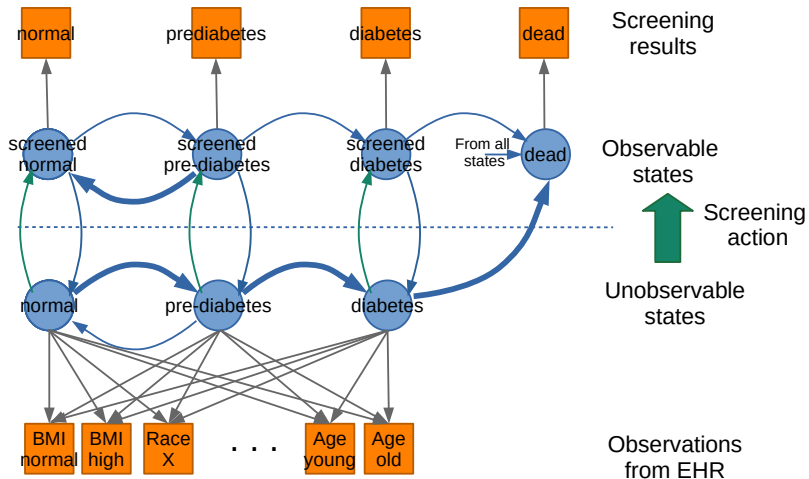 normal
prediabetes
diabetes
dead
Screening
results
screened
normal
screened
pre-diabetes
screened
diabetes
From all
states
dead
Observable
states
Screening
action
normal
pre-diabetes
diabetes
Unobservable
states
BMI
normal
BMI
high
Race
X
. . .
Age
young
Age
old
Observations
from EHR